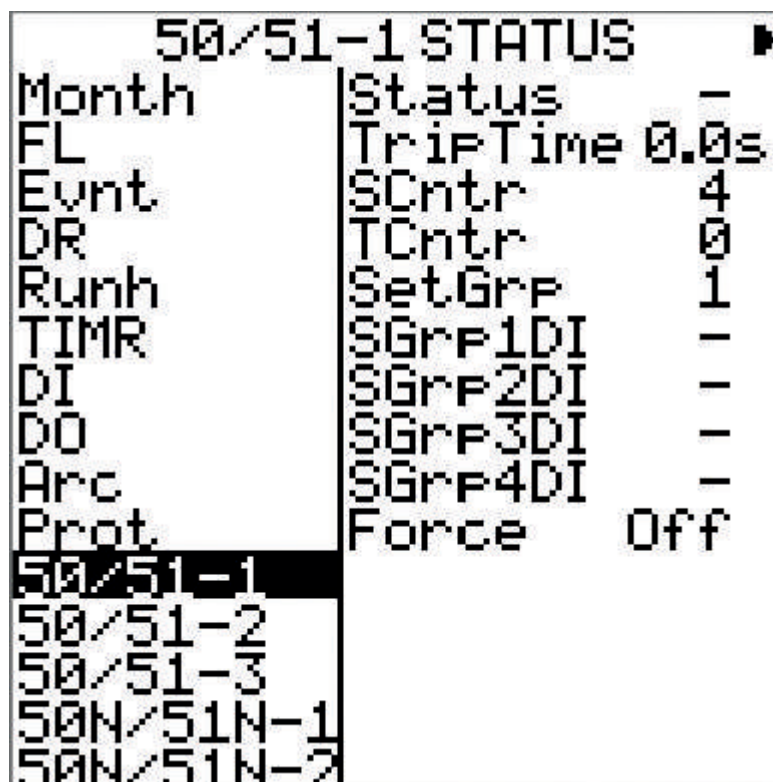 50/51-1 STATUS
Month
FL
Evnt
DR
Runh
TIMR
DI
DO
Arc
Prot
50/51-1
50/51-2
50/51-3
50N/51N-1
50N/51N-2
Status -
TripTime 0.0s
SCntr 4
TCntr 0
SetGrp 1
SGrp1DI -
SGrp2DI -
SGrp3DI -
SGrp4DI -
Force Off